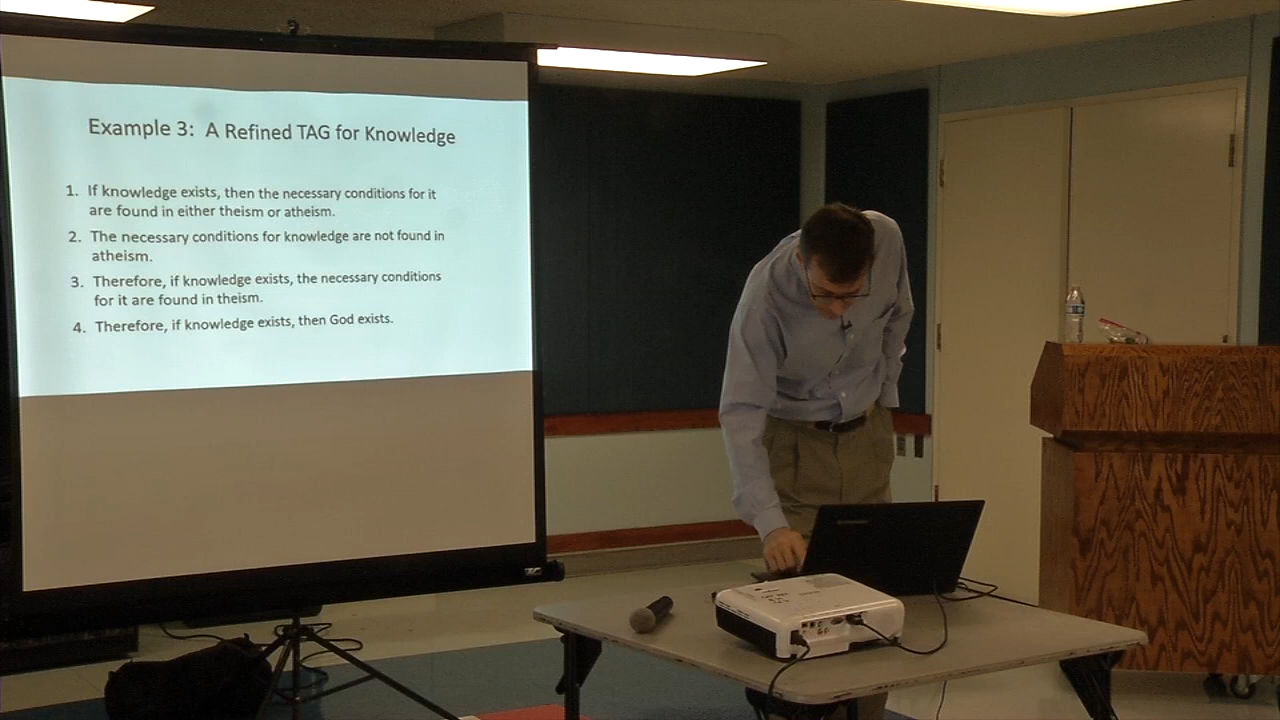 Example 3: A Refined TAG for Knowledge
1. If knowledge exists, then the necessary conditions for it
are found in either theism or atheism.
2. The necessary conditions for knowledge are not found in
atheism.
3. Therefore, if knowledge exists, the necessary conditions
for it are found in theism.
4. Therefore, if knowledge exists, then God exists.